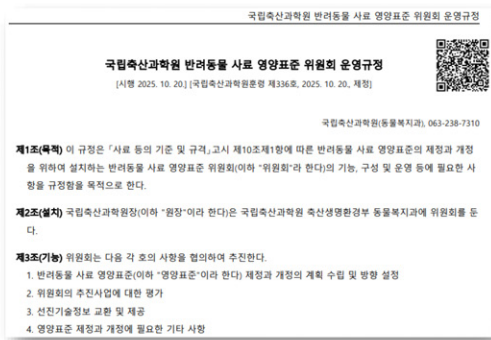 국립축산과학원 반려동물 사료 영양표준 위원회 운영규정
국립축산과학원 반려동물 사료 영양표준 위원회 운영규정
[시행 2025. 10. 20.] [국립축산과학원훈령 제336호, 2025. 10. 20., 제정]
국립축산과학원(동물복지과), 063-238-7310
제1조(목적) 이 규정은 「사료 등의 기준 및 규격」고시 제10조제1항에 따른 반려동물 사료 영양표준의 제정과 개정
을 위하여 설치하는 반려동물 사료 영양표준 위원회(이하 "위원회"라 한다)의 기능, 구성 및 운영 등에 필요한 사
항을 규정함을 목적으로 한다.
제2조(설치) 국립축산과학원장(이하 "원장"이라 한다)은 국립축산과학원 축산생명환경부 동물복지과에 위원회를 둔
다.
제3조(기능) 위원회는 다음 각 호의 사항을 협의하여 추진한다.
1. 반려동물 사료 영양표준(이하 "영양표준"이라 한다) 제정과 개정의 계획 수립 및 방향 설정
2. 위원회의 추진사업에 대한 평가
3. 선진기술정보 교환 및 제공
4. 영양표준 제정과 개정에 필요한 기타 사항